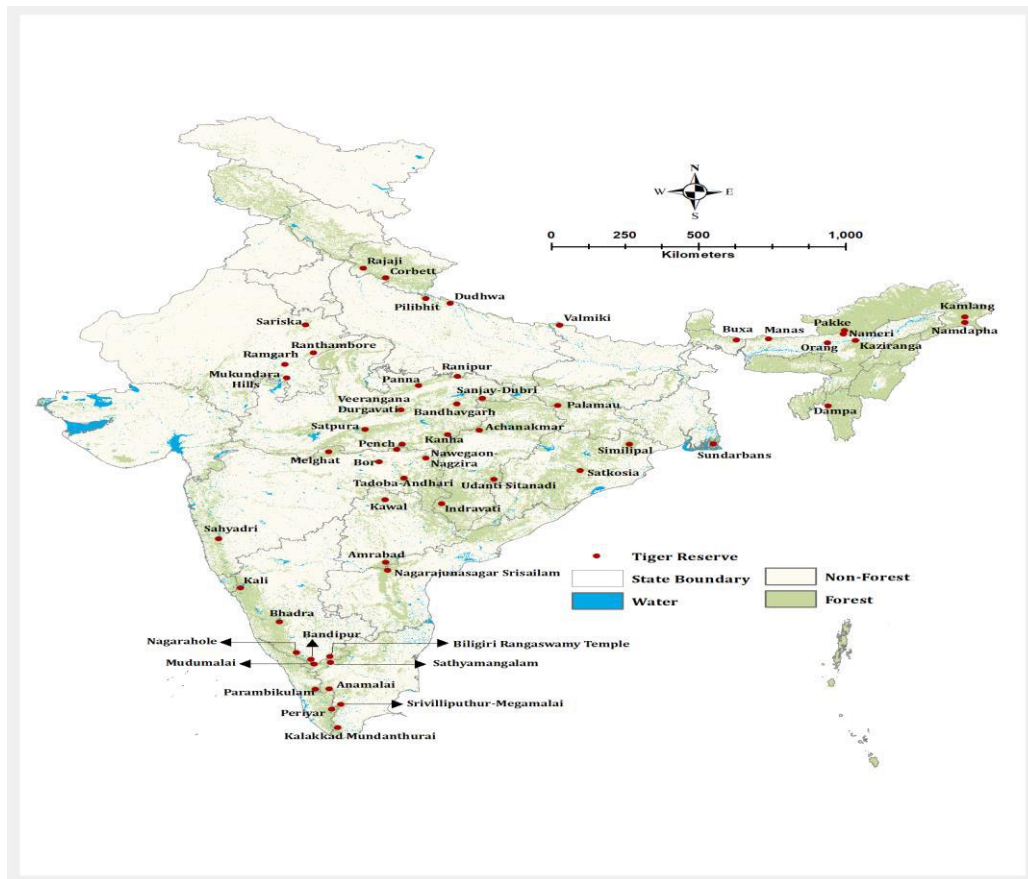 N
W E
S
0 250 500 1,000
Kilometers
Rajaji
Corbett
Pilibhit
Dudhwa
Valmiki
Sariska
Ranthambore
Ramgarh
Mukundara
Hills
Buxa
Manas
Pakke
Nameri
Orang
Kaziranga
Kamlang
Namdapha
Dampa
Ranipur
Panna
Sanjay-Dubri
Veerangana
Durgavati
Bandhavgarh
Palamau
Satpura
Achanakmar
Kanha
Pench
Melghat
Bor
Nawegaon-
Nagzira
Similipal
Sundarbans
Satkosia
Tadoba-Andhari
Udanti Sitanadi
Kawal
Indravati
Sahyadri
Amrabad
Nagarajunasagar Srisailam
Kali
Bhadra
Bandipur
Nagarahole
Biligiri Rangaswamy Temple
Mudumalai
Sathyamangalam
Parambikulam
Anamalai
Srivilliputhur-Megamalai
Periyar
Kalakkad Mundanthurai
Tiger Reserve
State Boundary
Non-Forest
Water
Forest